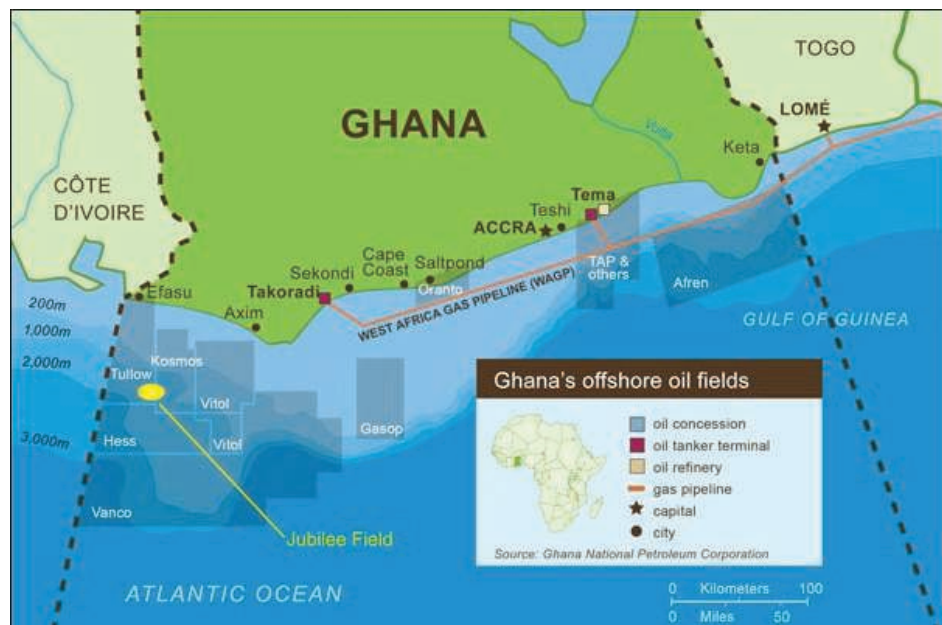 TOGO
GHANA
LOMÉ
Volta
Keta
CÔTE
D'IVOIRE
Tema
Teshi
ACCRA
Cape
Coast
Saltpond
Sekondi
TAP &
others
Oranto
Takoradi
Efasu
Afren
200m
Axim
WEST AFRICA GAS PIPELINE (WAGP)
GULF OF GUINEA
1,000m
2,000m
Kosmos
Tullow
Vitol
Gasop
3,000m
Hess
Vitol
Vanco
Jubilee Field
ATLANTIC OCEAN
Ghana's offshore oil fields
oil concession
oil tanker terminal
oil refinery
gas pipeline
capital
city
Source: Ghana National Petroleum Corporation
0 Kilometers 100
0 Miles 50